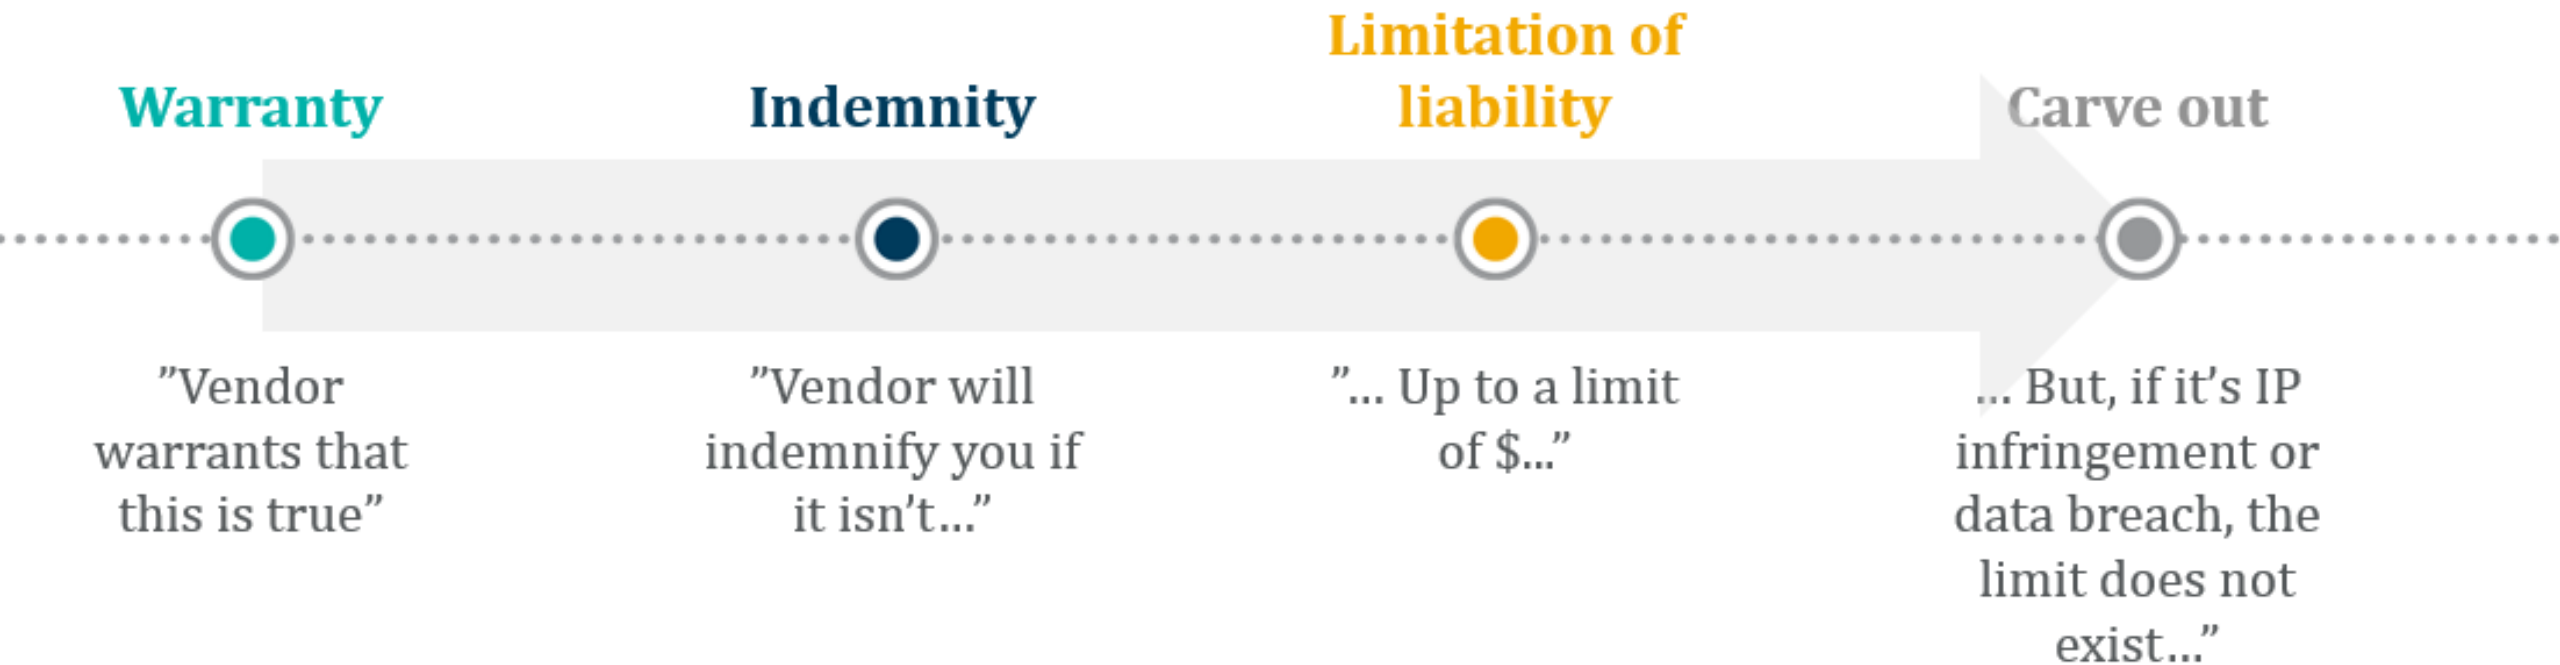 Warranty
”Vendor
warrants that
this is true”
Indemnity
”Vendor will
indemnify you if
it isn’t...”
Limitation of
liability
”... Up to a limit
of $...”
Carve out
... But, if it’s IP
infringement or
data breach, the
limit does not
exist...”